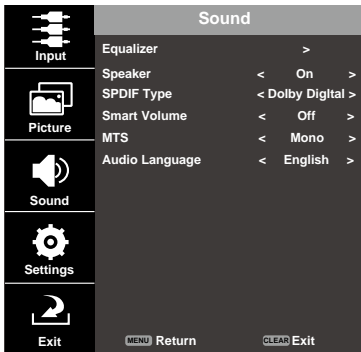 Sound
Input
Picture
Sound
Settings
Exit
Equalizer >
Speaker < On >
SPDIF Type < Dolby DigItal >
Smart Volume < Off >
MTS < Mono >
Audio Language < English >
MENU Return CLEAR Exit